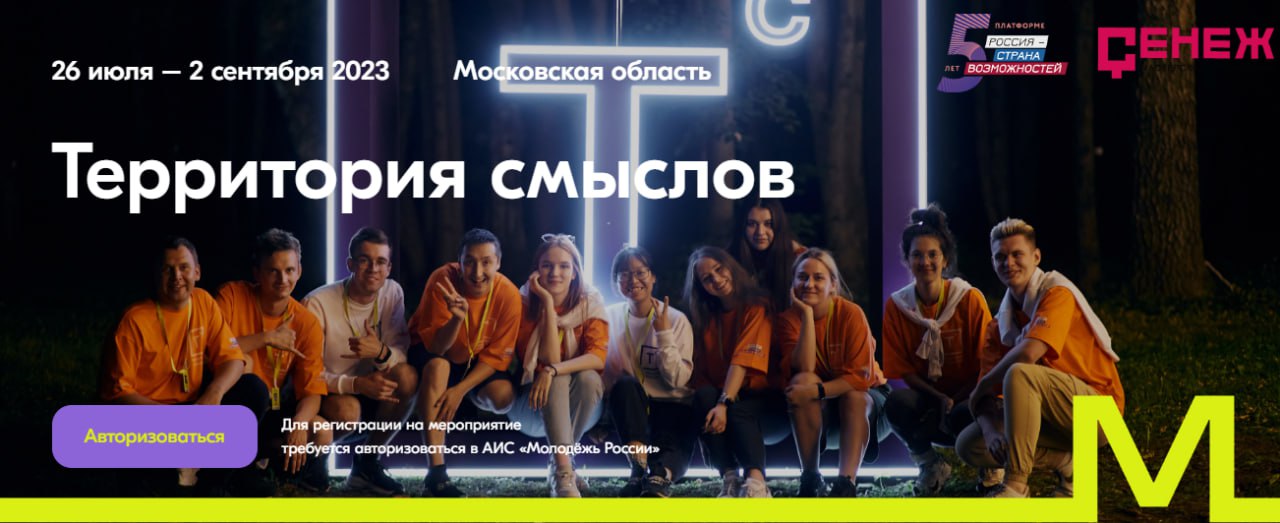 26 июля – 2 сентября 2023
Московская область
ТС
ПЛАТФОРМЕ
5 ЛЕТ
РОССИЯ –
СТРАНА
ВОЗМОЖНОСТЕЙ
СЕНЕЖ
Территория смыслов
Т
Авторизоваться
Для регистрации на мероприятие
требуется авторизоваться в АИС «Молодёжь России»
М